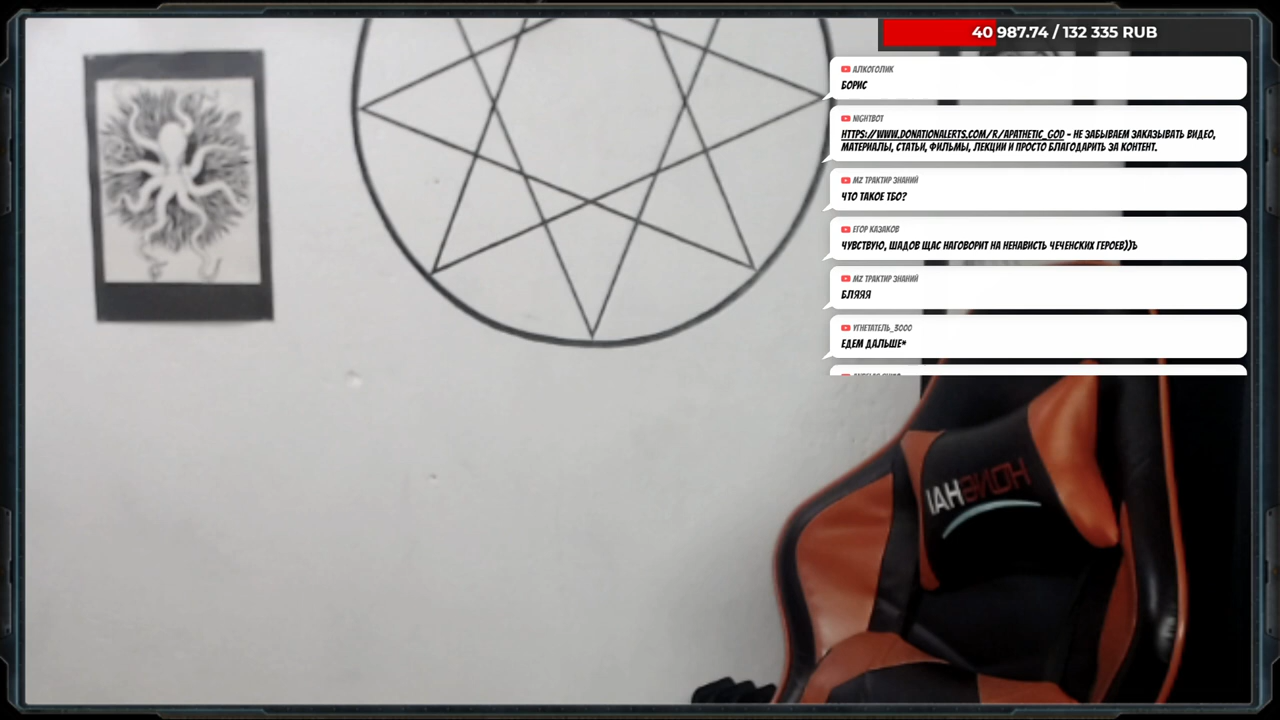 40 987.74 / 132 335 RUB
АЛКОГОЛИК
БОРИС
NIGHTBOT
HTTPS://WWW.DONATIONALERTS.COM/R/APATHETIC_GOD - НЕ ЗАБЫВАЕМ ЗАКАЗЫВАТЬ ВИДЕО,
МАТЕРИАЛЫ, СТАТЬИ, ФИЛЬМЫ, ЛЕКЦИИ И ПРОСТО БЛАГОДАРИТЬ ЗА КОНТЕНТ.
MZ ТРАКТИР ЗНАНИЙ
ЧТО ТАКОЕ ТБО?
ЕГОР КАЗАКОВ
ЧУВСТВУЮ, ШАДОВ ЩАС НАГОВОРИТ НА НЕНАВИСТЬ ЧЕЧЕНСКИХ ГЕРОЕВ))Ъ
MZ ТРАКТИР ЗНАНИЙ
БЛЯЯЯ
УГНЕТАТЕЛЬ_3000
ЕДЕМ ДАЛЬШЕ*